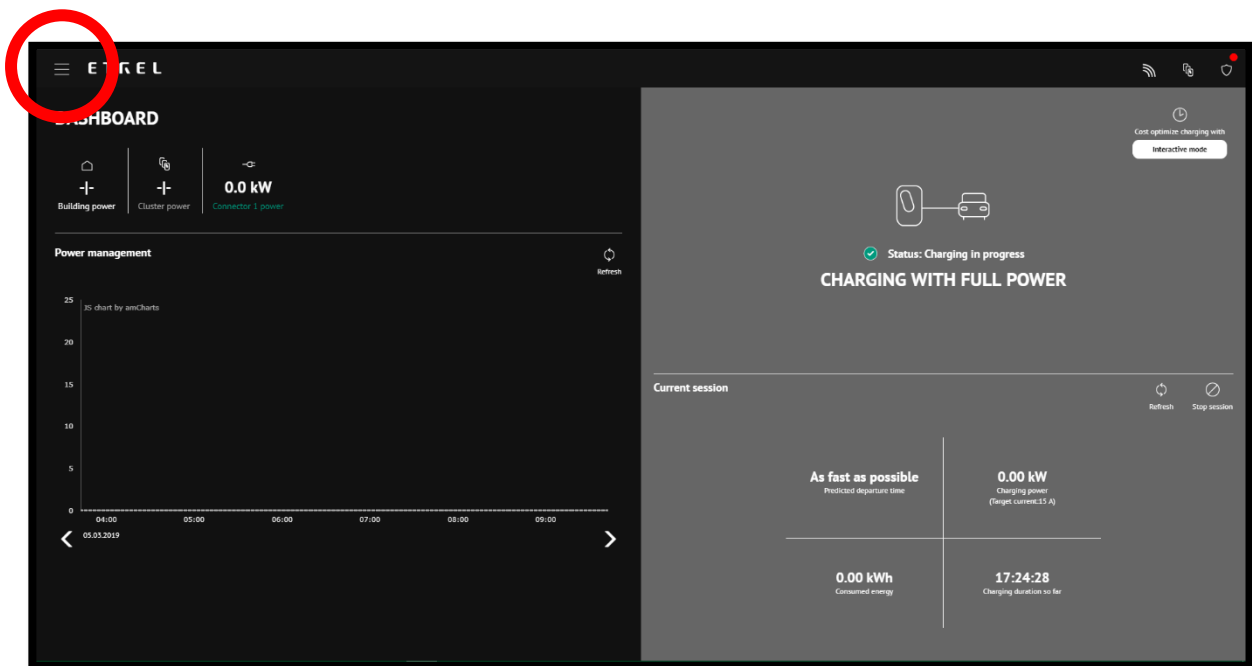 ETREL
DASHBOARD
-|-
Building power
-|-
Cluster power
0.0 kW
Connector 1 power
Power management
Refresh
25
JS chart by amCharts
20
15
10
5
0
04:00 05:00 06:00 07:00 08:00 09:00
05.03.2019
Cost optimize charging with
Interactive mode
Status: Charging in progress
CHARGING WITH FULL POWER
Current session
Refresh
Stop session
As fast as possible
Predicted departure time
0.00 kW
Charging power
(Target current:15 A)
0.00 kWh
Consumed energy
17:24:28
Charging duration so far